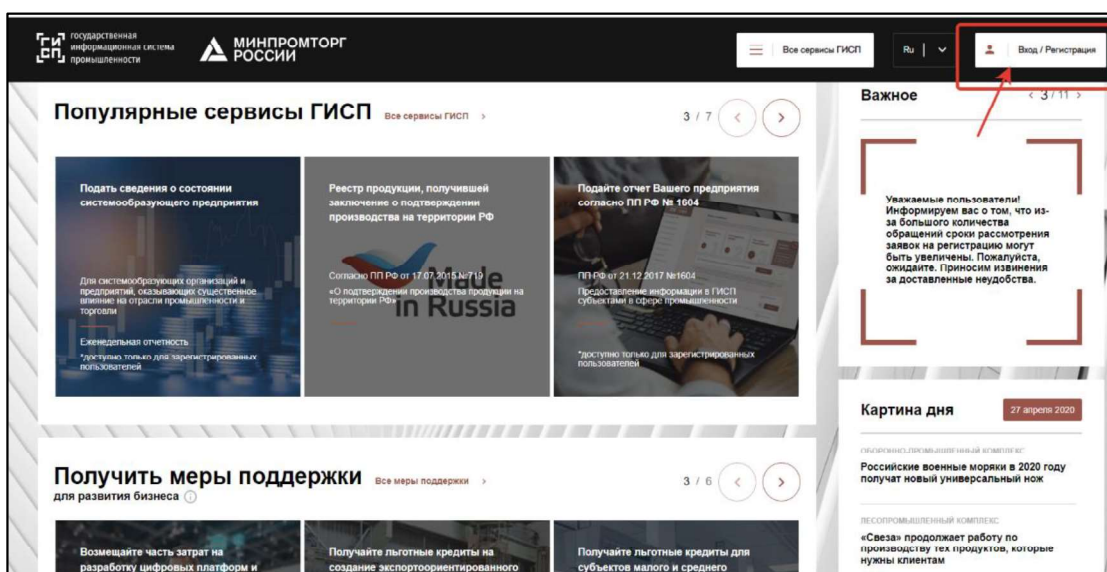 государственная
информационная система
промышленности
МИНПРОМТОРГ
РОССИИ
Все сервисы ГИСП
Ru
Вход / Регистрация
Популярные сервисы ГИСП
Все сервисы ГИСП
3 / 7
Подать сведения о состоянии
системообразующего предприятия
Для системообразующих организаций и
предприятий, оказывающих существенное
влияние на отрасли промышленности и
торговли
Еженедельная отчетность
*доступно только для зарегистрированных
пользователей
Реестр продукции, получившей
заключение о подтверждении
производства на территории РФ
Согласно ПП РФ от 17.07.2015 №719
«О подтверждении производства продукции на
территории РФ»
Made
in Russia
Подайте отчет Вашего предприятия
согласно ПП РФ № 1604
ПП РФ от 21.12.2017 №1604
Предоставление информации в ГИСП
субъектами в сфере промышленности
*доступно только для зарегистрированных
пользователей
Важное
3 / 11
Уважаемые пользователи!
Информируем вас о том, что из-
за большого количества
обращений сроки рассмотрения
заявок на регистрацию могут
быть увеличены. Пожалуйста,
ожидайте. Приносим извинения
за доставленные неудобства.
Картина дня
27 апреля 2020
ОБОРОННО-ПРОМЫШЛЕННЫЙ КОМПЛЕКС
Российские военные моряки в 2020 году
получат новый универсальный нож
ЛЕСОПРОМЫШЛЕННЫЙ КОМПЛЕКС
«Свеза» продолжает работу по
производству тех продуктов, которые
нужны клиентам
Получить меры поддержки
для развития бизнеса
Все меры поддержки
3 / 6
Возмещайте часть затрат на
разработку цифровых платформ и
Получайте льготные кредиты на
создание экспортоориентированного
Получайте льготные кредиты для
субъектов малого и среднего